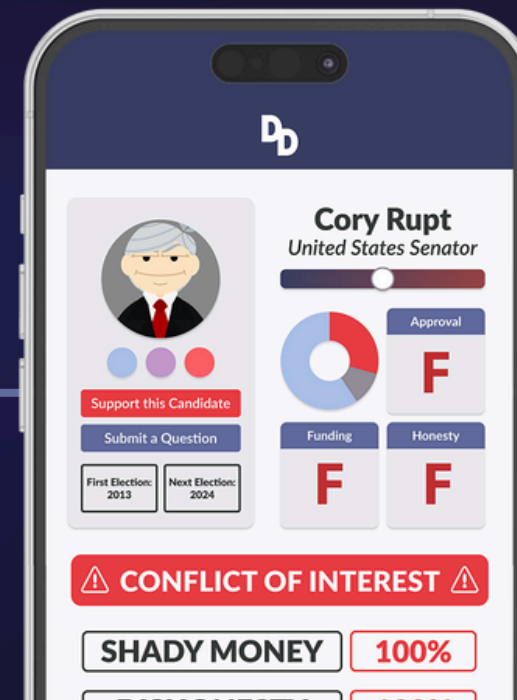 DD
Cory Rupt
United States Senator
Approval
F
Support this Candidate
Submit a Question
First Election:
2013
Next Election:
2024
Funding
F
Honesty
F
CONFLICT OF INTEREST
SHADY MONEY
100%